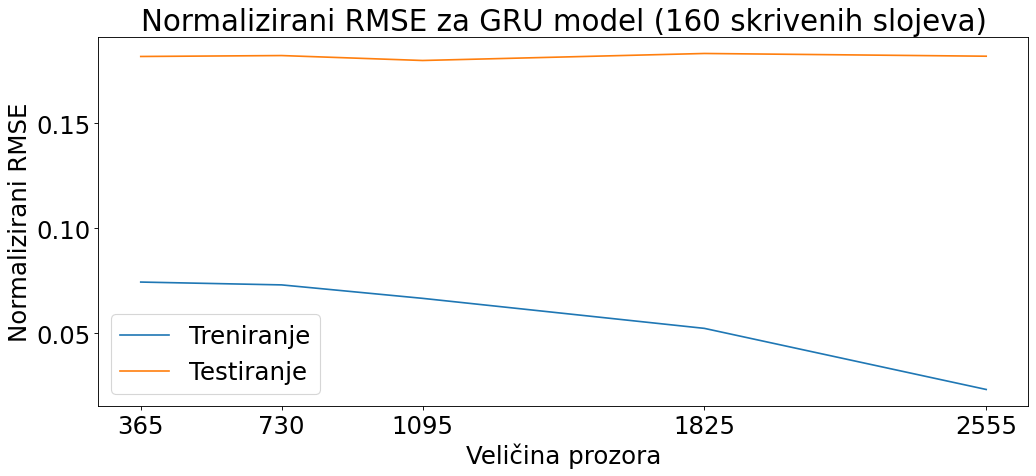 Normalizirani RMSE za GRU model (160 skrivenih slojeva)
Normalizirani RMSE
0.15
0.10
0.05
Treniranje
Testiranje
365 730 1095 1825 2555
Veličina prozora